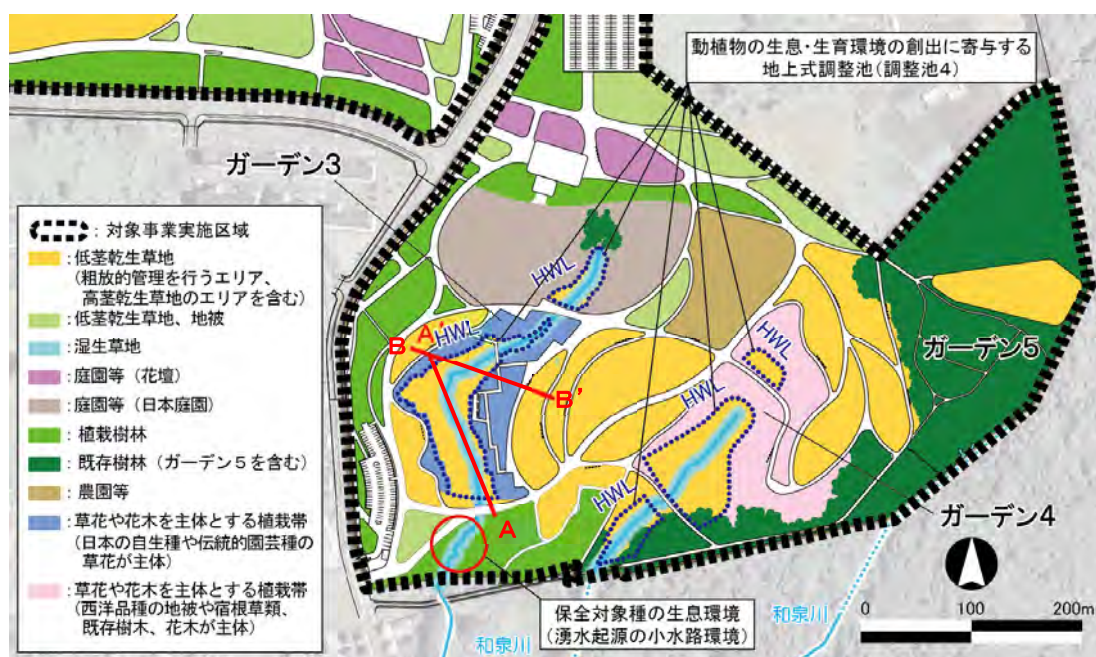 動植物の生息・生育環境の創出に寄与する
地上式調整池(調整池4)
ガーデン3
:対象事業実施区域
:低茎乾生草地
(粗放的管理を行うエリア、
高茎乾生草地のエリアを含む)
:低茎乾生草地、地被
:湿生草地
:庭園等(花壇)
:庭園等(日本庭園)
:植栽樹林
:既存樹林(ガーデン5を含む)
:農園等
:草花や花木を主体とする植栽帯
(日本の自生種や伝統的園芸種の
草花が主体)
:草花や花木を主体とする植栽帯
(西洋品種の地被や宿根草類、
既存樹木、花木が主体)
HWL
HWL
A'
B
B'
A
HWL
HWL
HWL
ガーデン5
ガーデン4
保全対象種の生息環境
(湧水起源の小水路環境)
和泉川
和泉川
0 100 200m